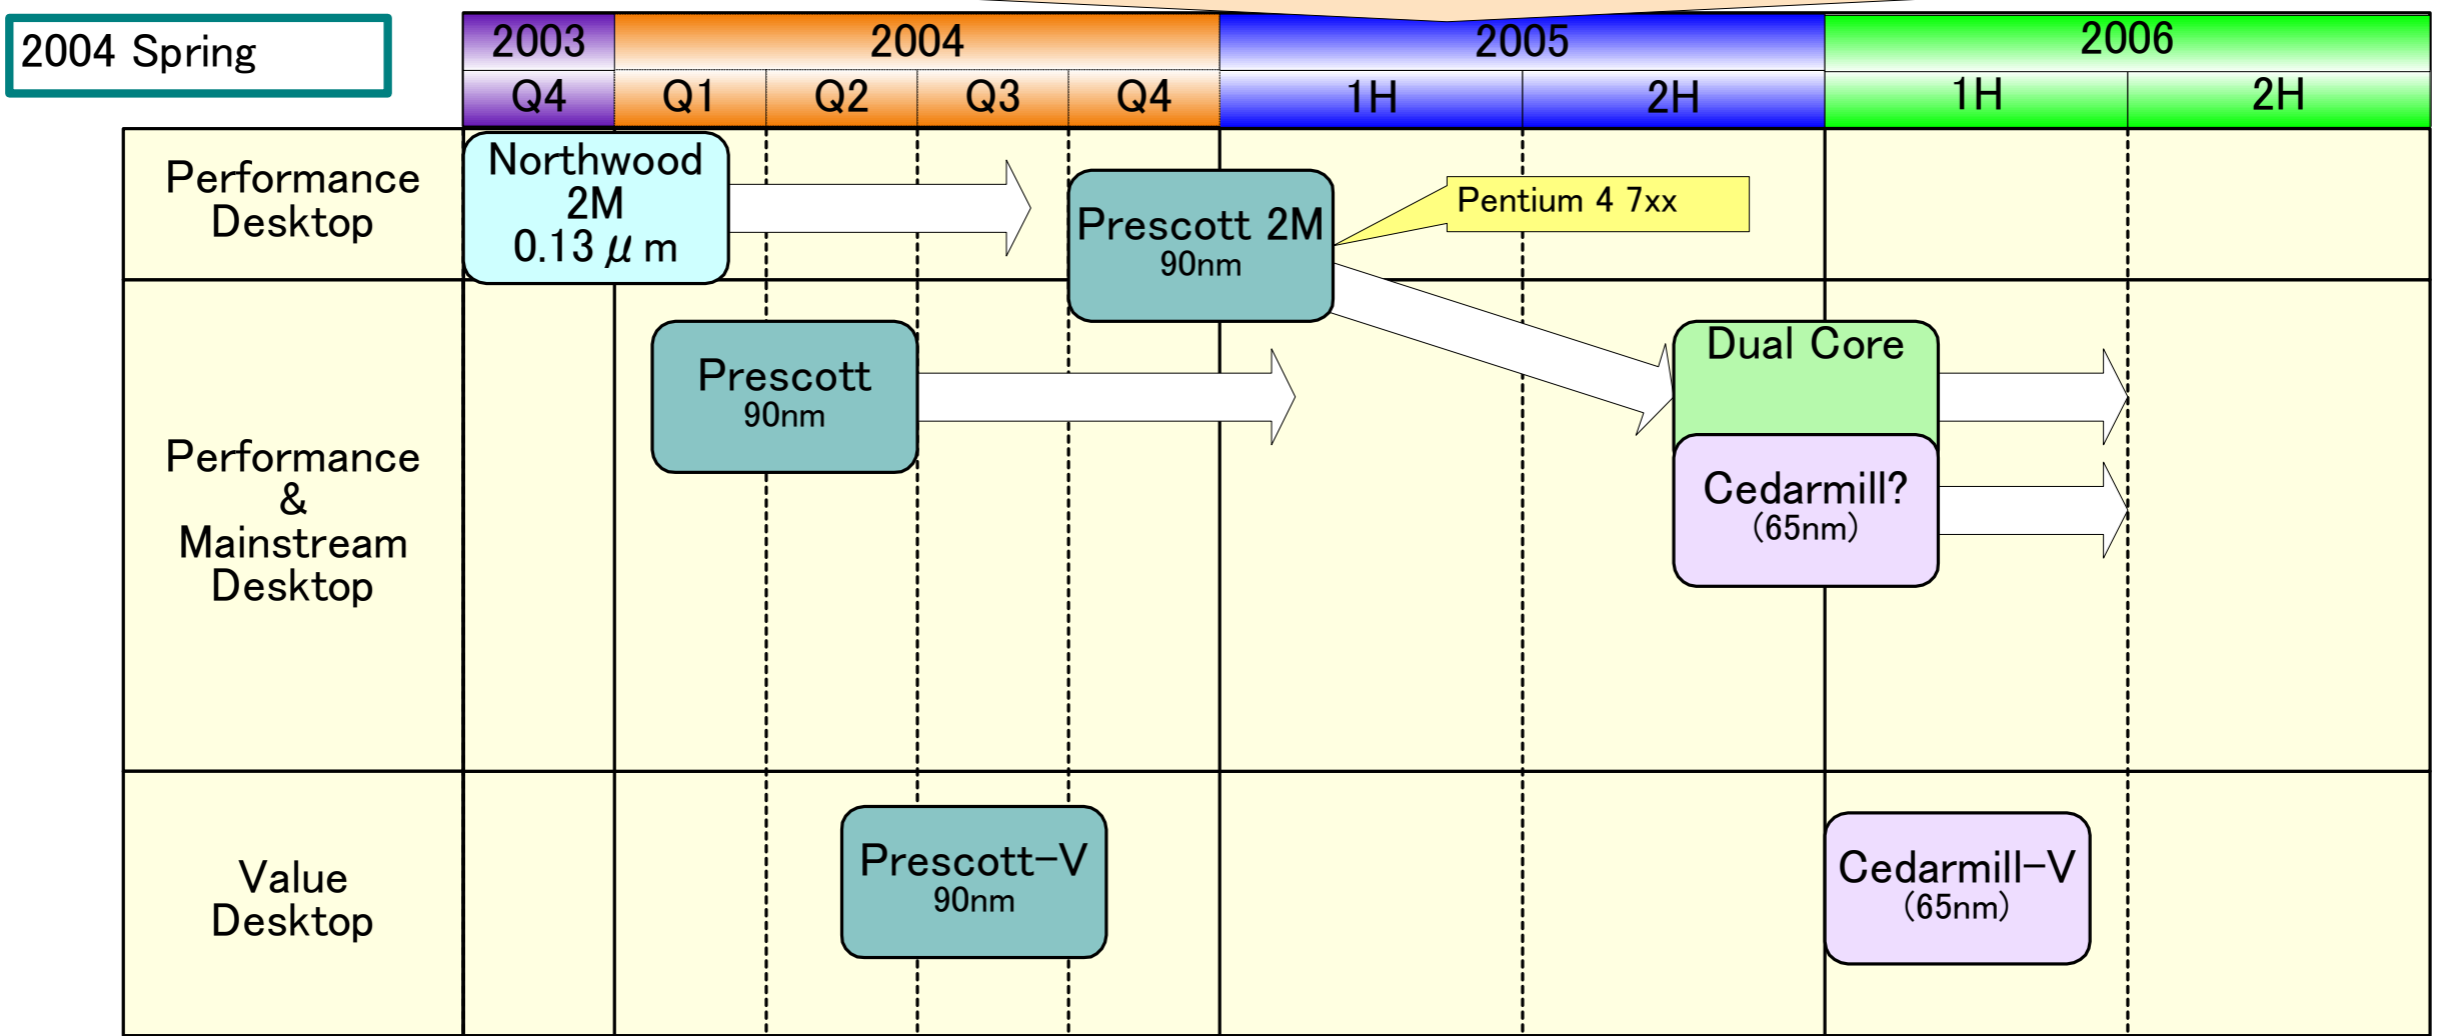 2004 Spring
2003
2004
2005
2006
Q4
Q1
Q2
Q3
Q4
1H
2H
1H
2H
Performance
Desktop
Northwood
2M
0.13μm
Prescott 2M
90nm
Pentium 4 7xx
Performance
&
Mainstream
Desktop
Prescott
90nm
Dual Core
Cedarmill?
(65nm)
Value
Desktop
Prescott-V
90nm
Cedarmill-V
(65nm)